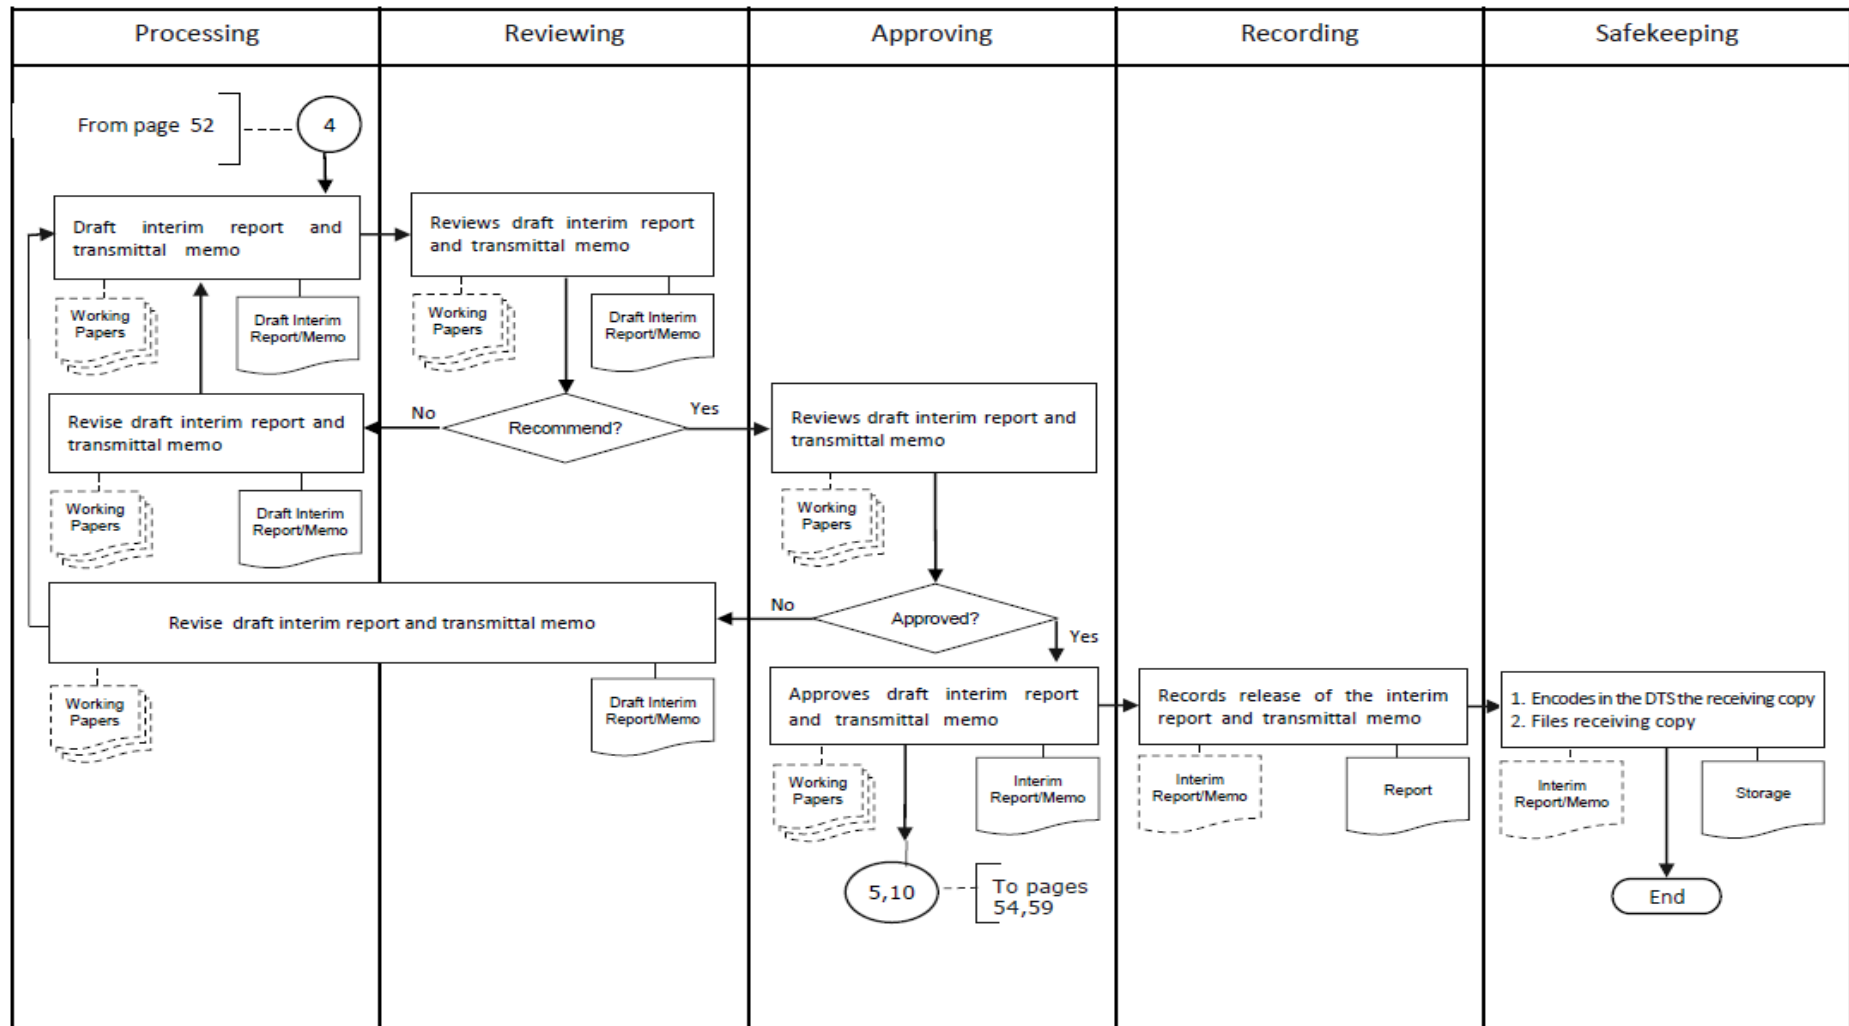 Processing
Reviewing
Approving
Recording
Safekeeping
From page 52
4
Draft interim report and
transmittal memo
Reviews draft interim report
and transmittal memo
Working
Papers
Draft Interim
Report/Memo
Working
Papers
Draft Interim
Report/Memo
Revise draft interim report and
transmittal memo
No
Recommend?
Yes
Reviews draft interim report and
transmittal memo
Working
Papers
Draft Interim
Report/Memo
Working
Papers
Revise draft interim report and transmittal memo
No
Approved?
Yes
Working
Papers
Draft Interim
Report/Memo
Approves draft interim report
and transmittal memo
Records release of the interim
report and transmittal memo
1. Encodes in the DTS the receiving copy
2. Files receiving copy
Working
Papers
Interim
Report/Memo
Interim
Report/Memo
Report
Interim
Report/Memo
Storage
5,10
To pages
54,59
End